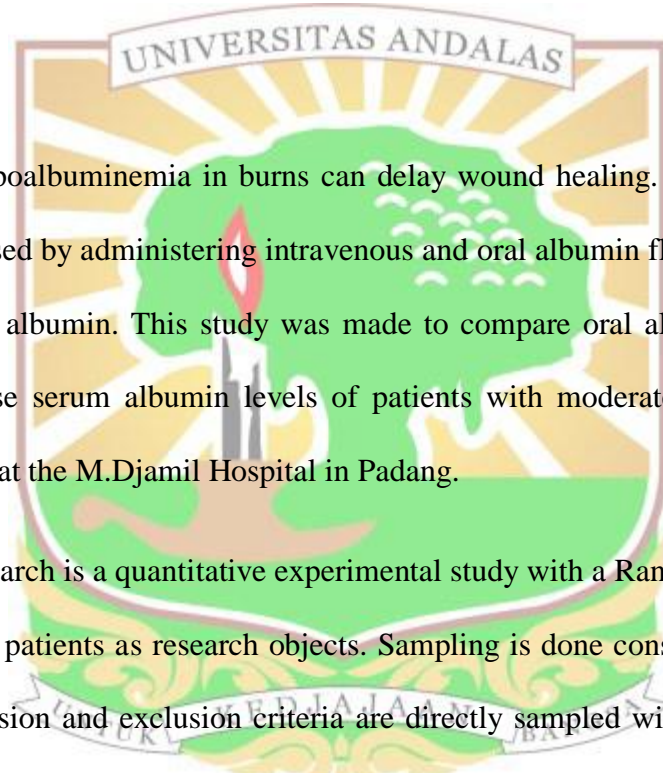 UNIVERSITAS ANDALAS
poalbuminemia in burns can delay wound healing.
sed by administering intravenous and oral albumin fl
albumin. This study was made to compare oral al
se serum albumin levels of patients with moderat
at the M.Djamil Hospital in Padang.
arch is a quantitative experimental study with a Ran
patients as research objects. Sampling is done cons
sion and exclusion criteria are directly sampled wi
UNTUK KEDJAJAAN BANGSA